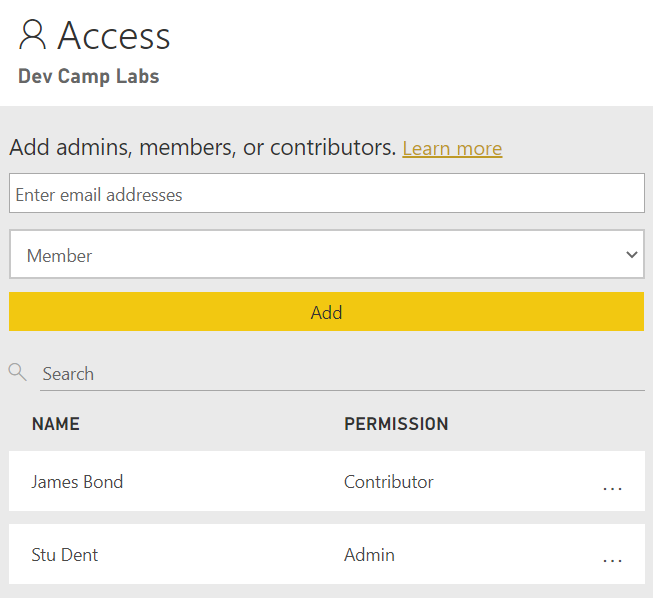 Access
Dev Camp Labs
Add admins, members, or contributors. Learn more
Enter email addresses
Member
Add
Search
NAME PERMISSION
James Bond Contributor ...
Stu Dent Admin ...